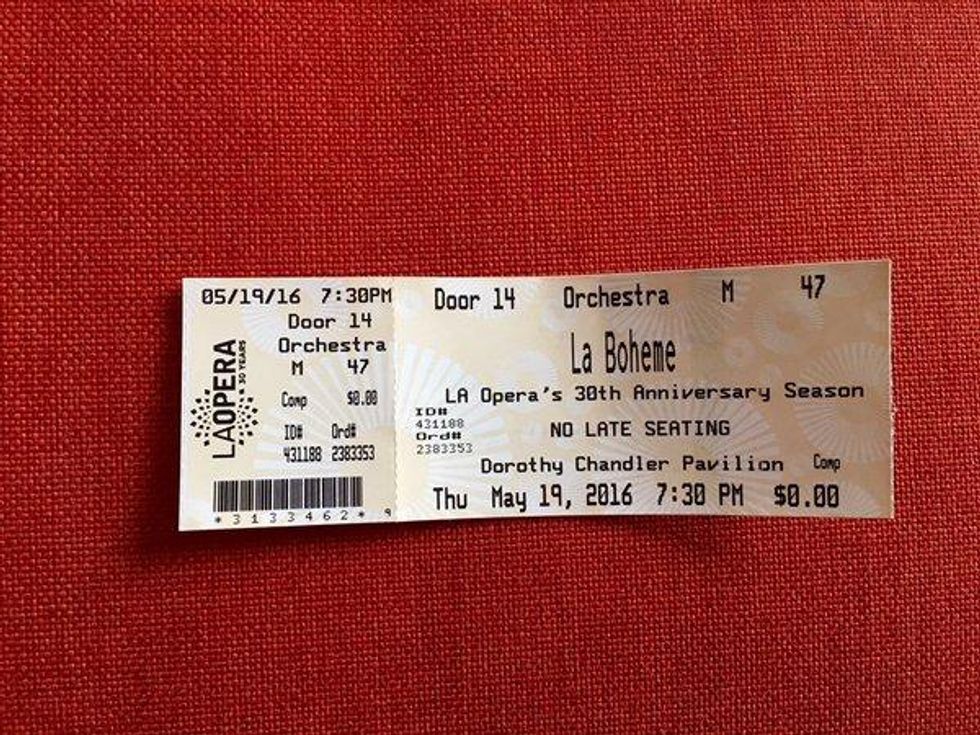 05/19/16 7:30PM
Door 14
Orchestra
M 47
Comp $0.00
ID# Ord#
431188 2383353
*3133462* 9
LAOPERA
30 YEARS
Door 14 Orchestra M 47
La Boheme
LA Opera's 30th Anniversary Season
ID#
431188
Ord#
2383353
NO LATE SEATING
Dorothy Chandler Pavilion Comp
Thu May 19, 2016 7:30 PM $0.00